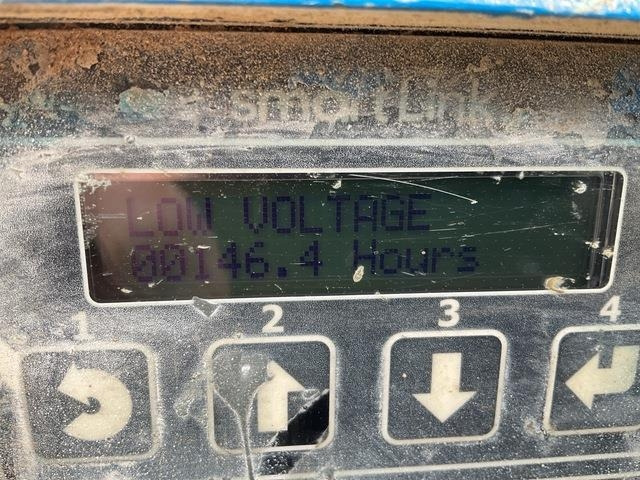 smartLink
LOW VOLTAGE
00146.4 Hours
1 2 3 4